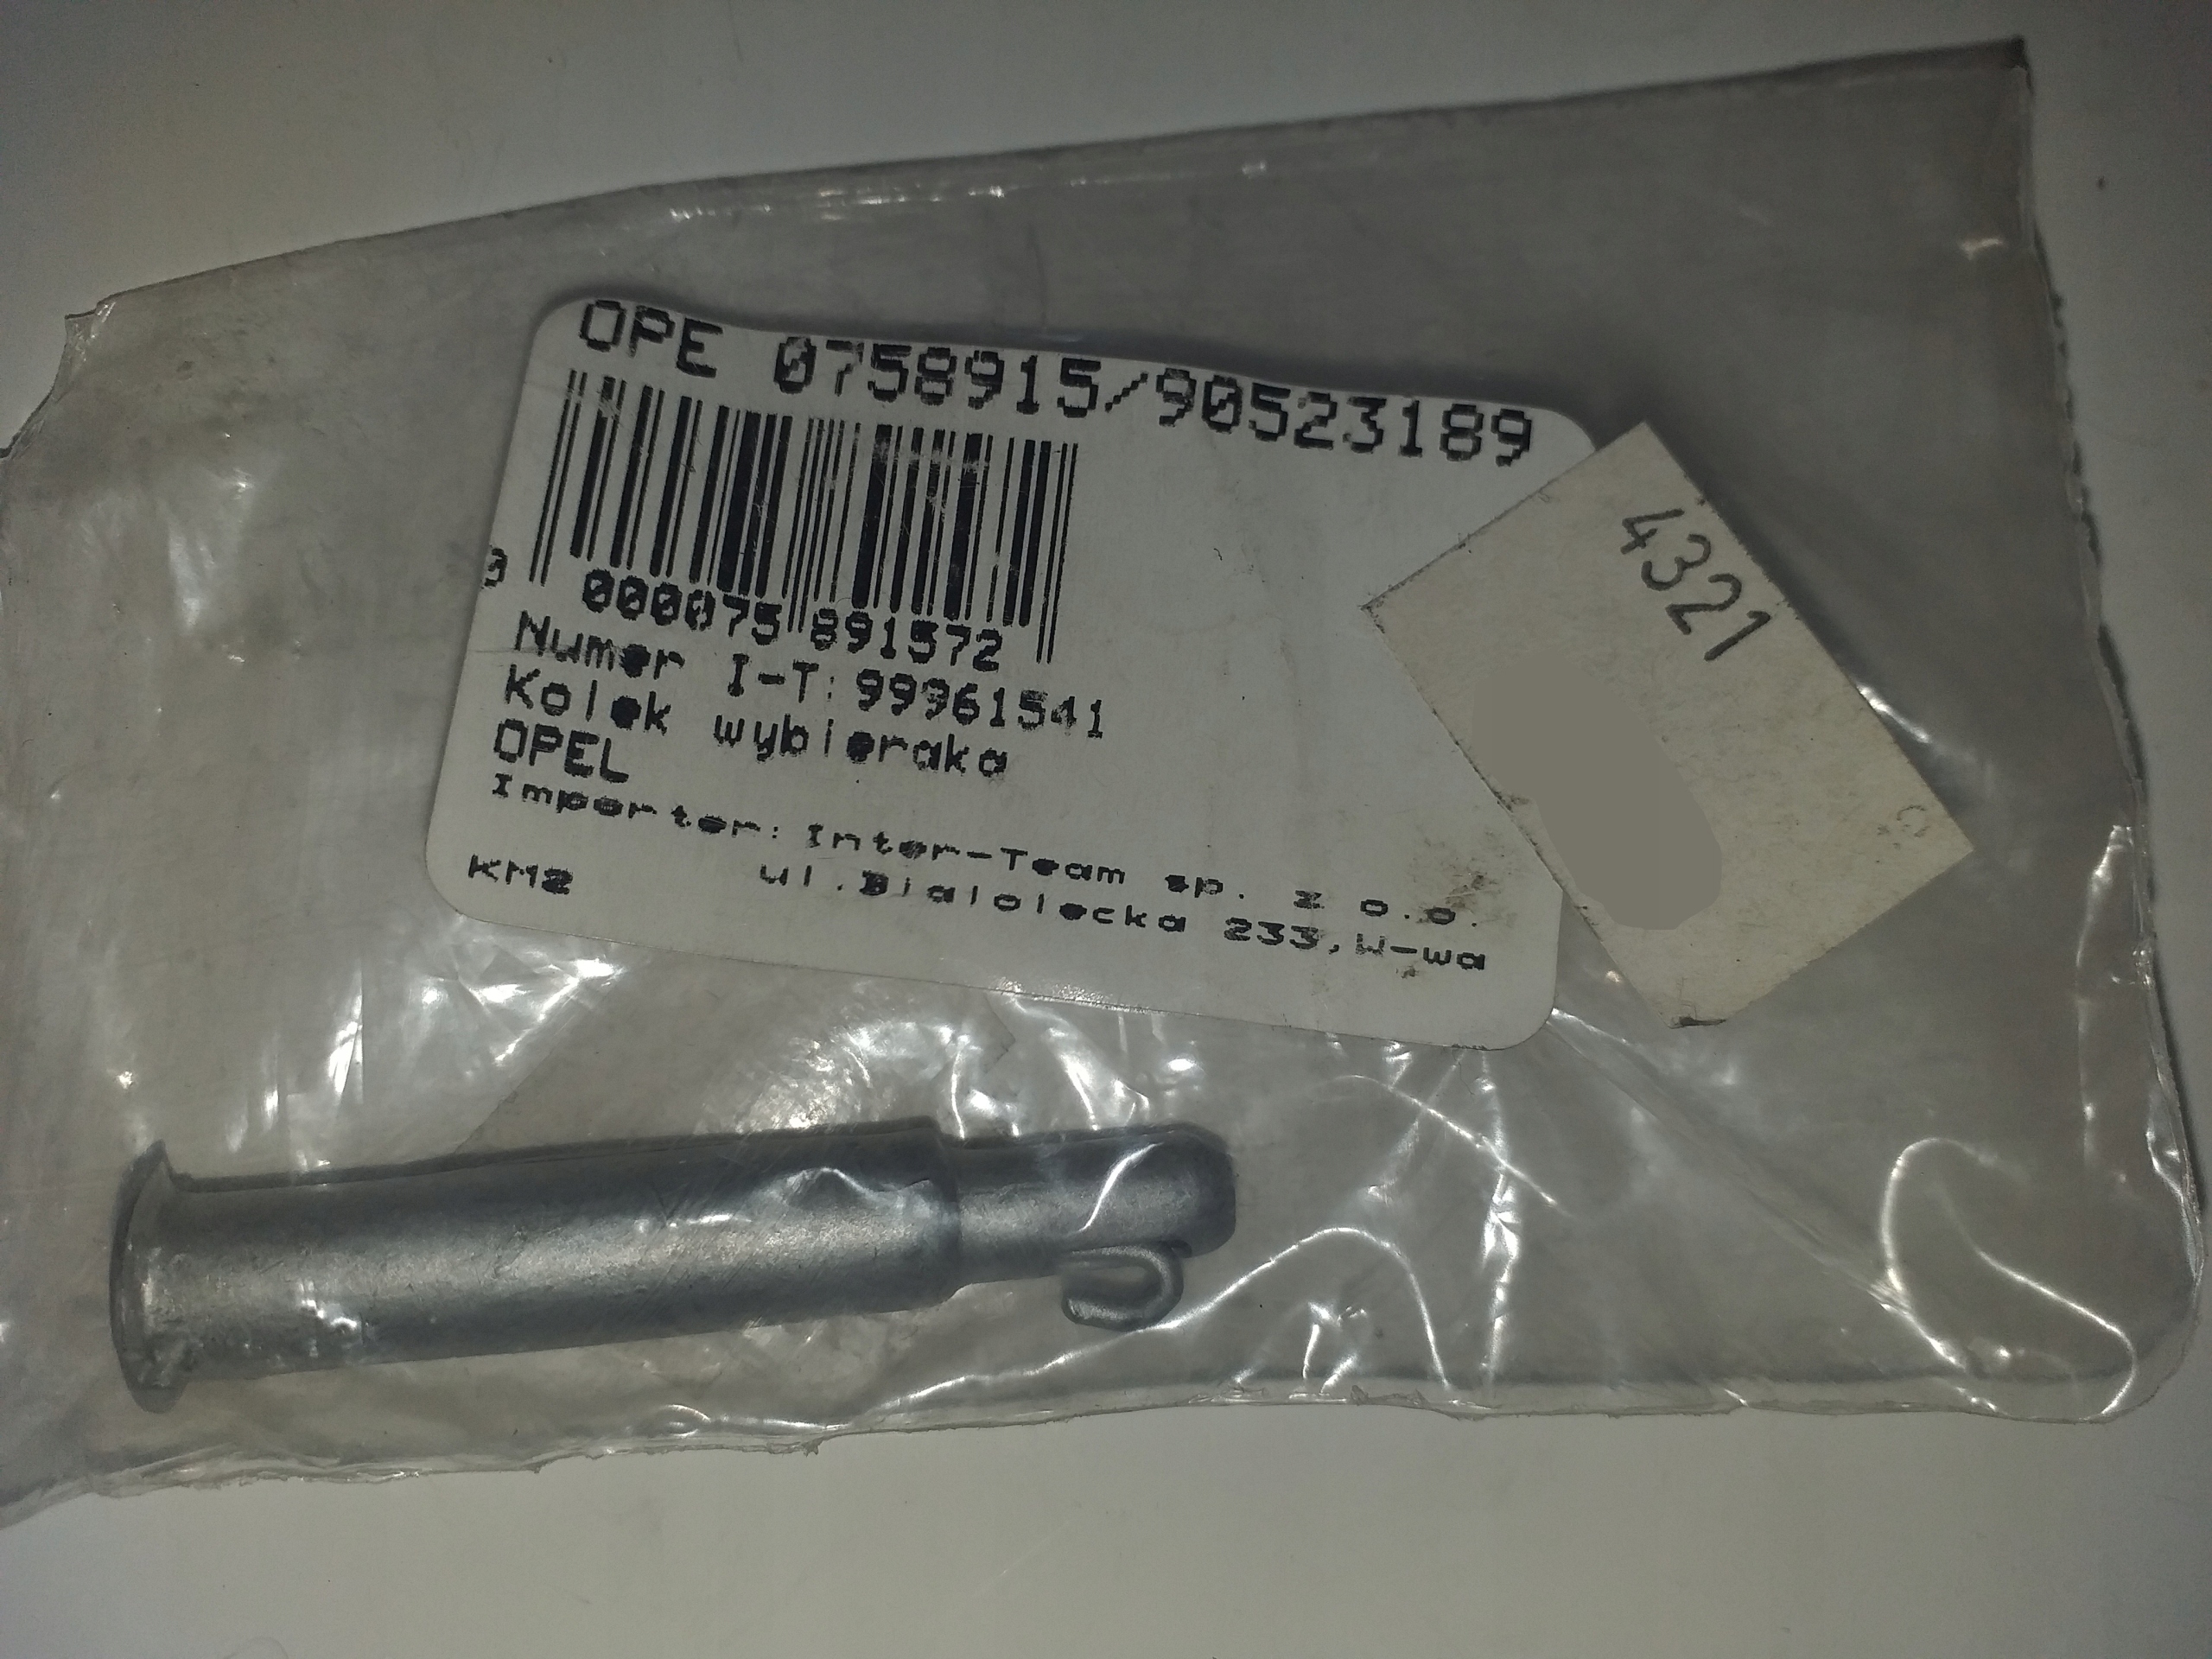 OPE 0758915/90523189
0 000075 891572
Numer I-T: 99961541
Kolek wybieraka
OPEL
Importer: Inter-Team sp. z o.o.
KM2 ul.Bialolecka 233,W-wa
4321